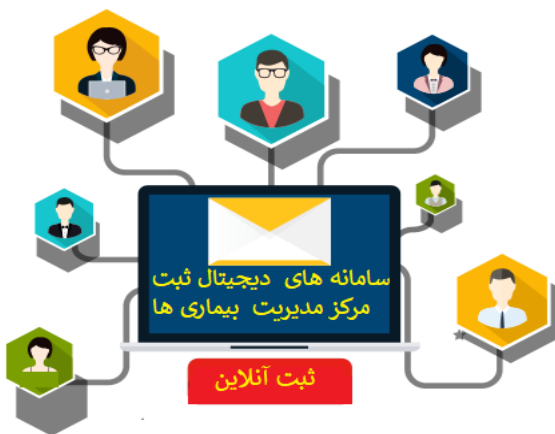 سامانه های دیجیتال ثبت
مرکز مدیریت بیماری ها
ثبت آنلاین